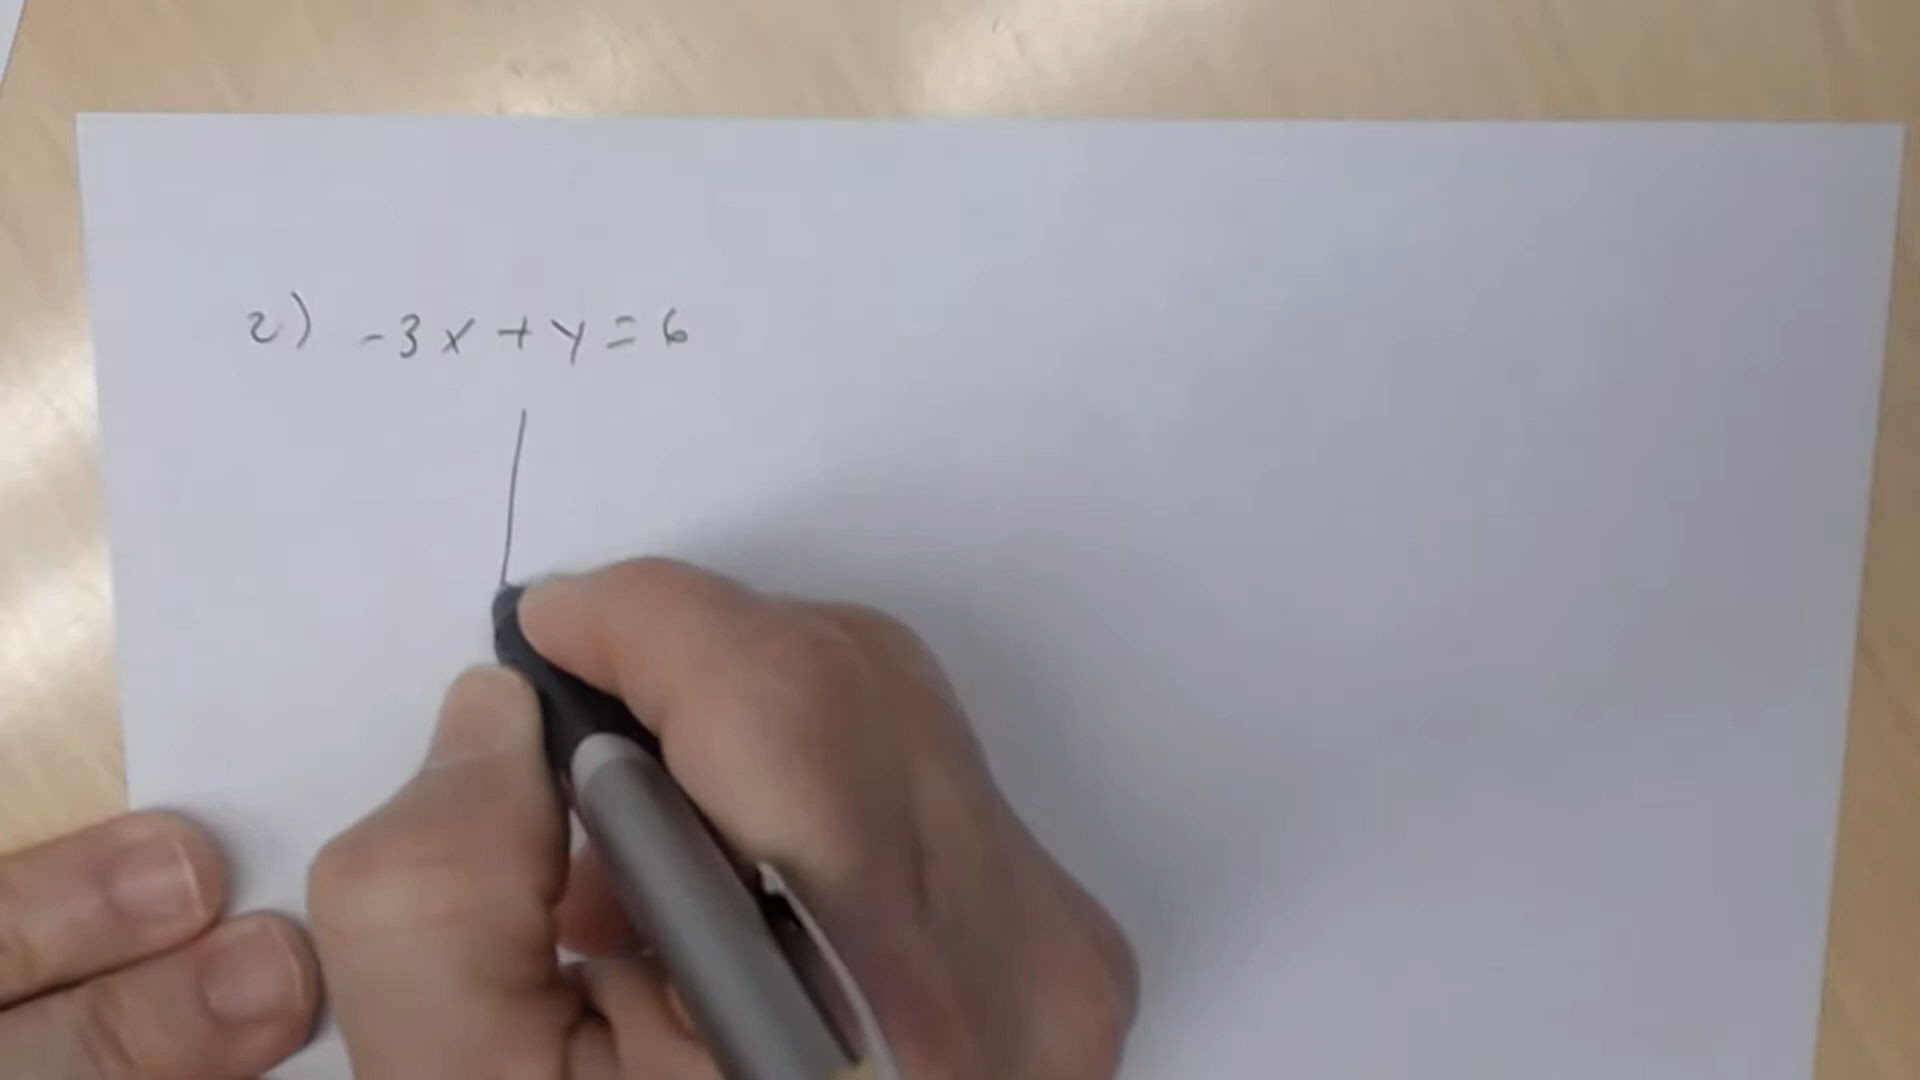 2) -3x + y = 6